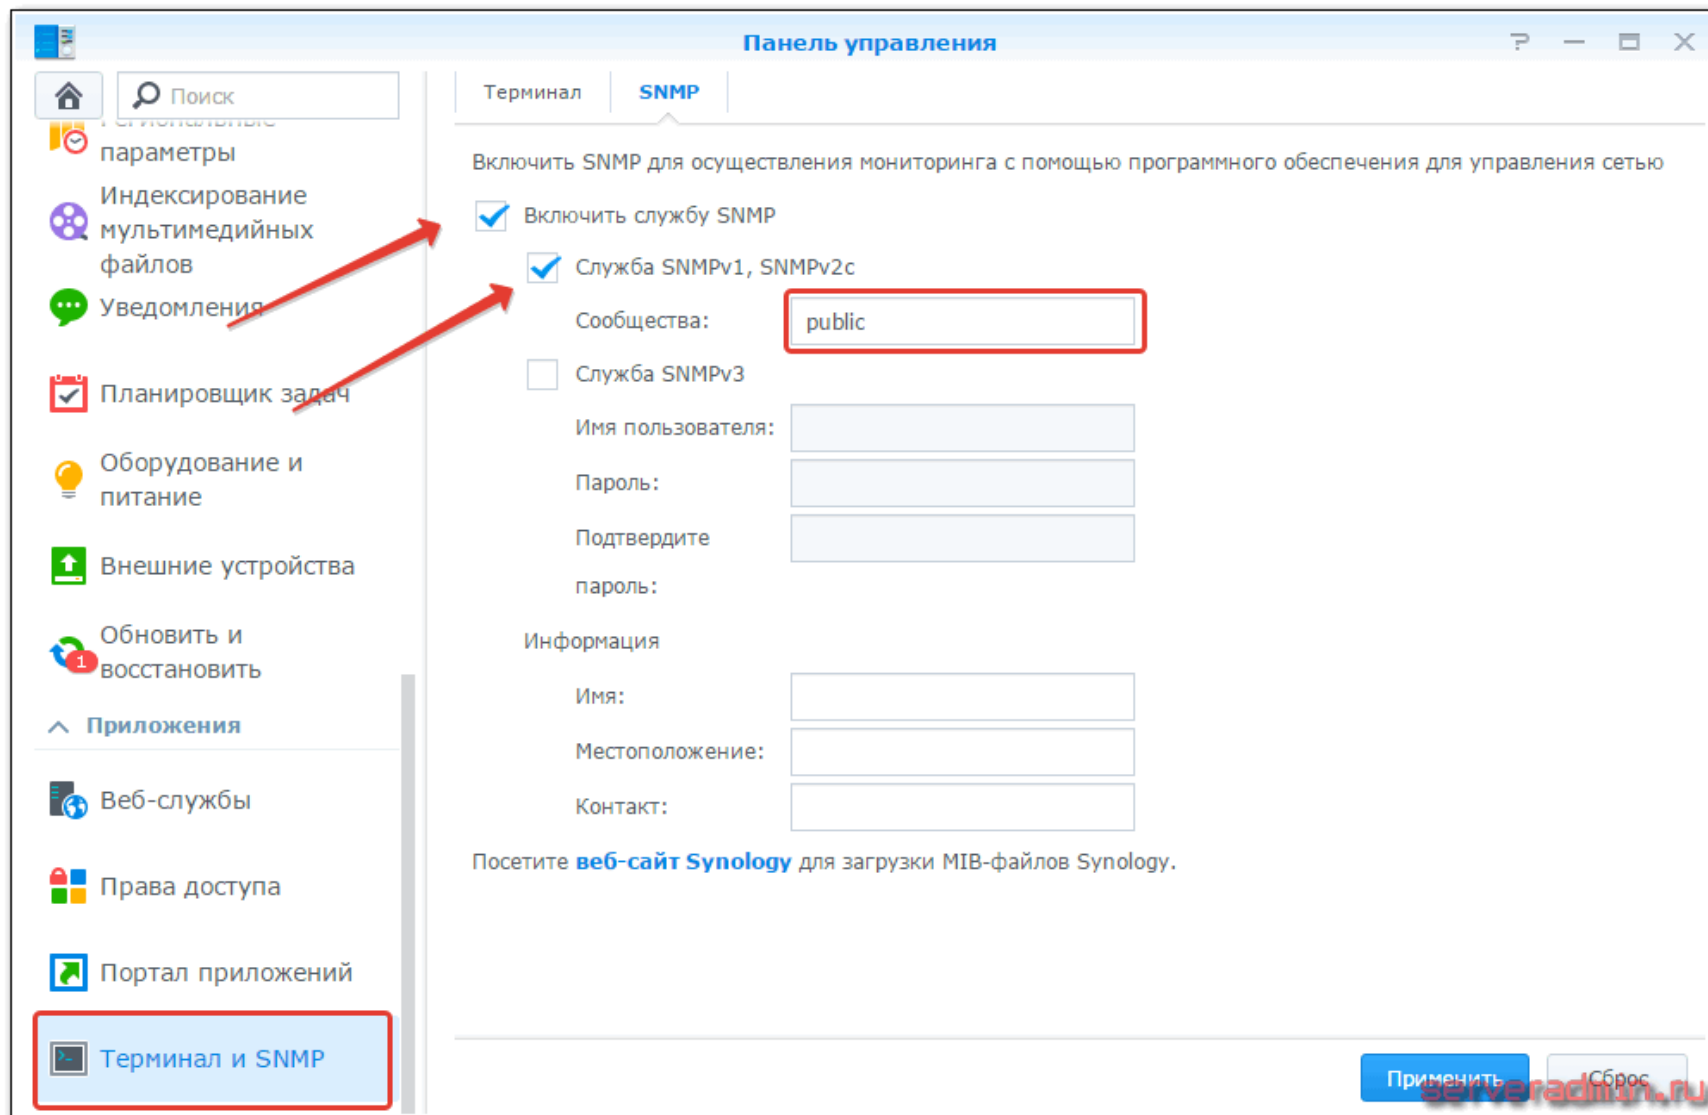 Панель управления
Поиск
Терминал
SNMP
Региональные
параметры
Индексирование
мультимедийных
файлов
Уведомления
Планировщик задач
Оборудование и
питание
Внешние устройства
Обновить и
1
восстановить
Приложения
Веб-службы
Права доступа
Портал приложений
Терминал и SNMP
Включить SNMP для осуществления мониторинга с помощью программного обеспечения для управления сетью
Включить службу SNMP
Служба SNMPv1, SNMPv2c
Сообщества: public
Служба SNMPv3
Имя пользователя:
Пароль:
Подтвердите
пароль:
Информация
Имя:
Местоположение:
Контакт:
Посетите веб-сайт Synology для загрузки MIB-файлов Synology.
Применить
Сброс
serveradmin.ru